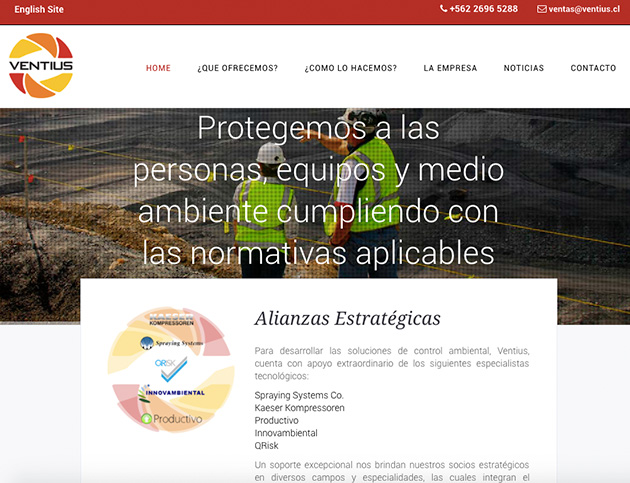 English Site
+562 2696 5288
ventas@ventius.cl
VENTIUS
HOME
¿QUE OFRECEMOS?
¿COMO LO HACEMOS?
LA EMPRESA
NOTICIAS
CONTACTO
Protegemos a las
personas, equipos y medio
ambiente cumpliendo con
las normativas aplicables
KAESER
KOMPRESSOREN
Spraying Systems
QRISK
INNOVAMBIENTAL
Productivo
Alianzas Estratégicas
Para desarrollar las soluciones de control ambiental, Ventius,
cuenta con apoyo extraordinario de los siguientes especialistas
tecnológicos:
Spraying Systems Co.
Kaeser Kompressoren
Productivo
Innovambiental
QRisk
Un soporte excepcional nos brindan nuestros socios estratégicos
en diversos campos y especialidades, las cuales integran el